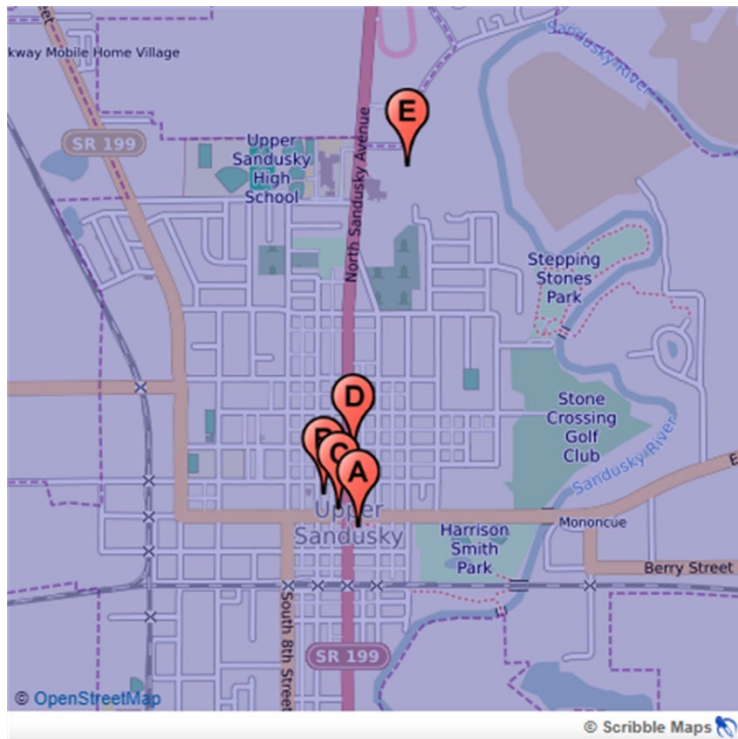 kway Mobile Home Village
Sandusky River
E
SR 199
North Sandusky Avenue
Upper
Sandusky
High
School
Stepping
Stones
Park
D
Stone
Crossing
Golf
Club
C
A
Sandusky River
E
Upper
Sandusky
Mononcue
Harrison
Smith
Park
Berry Street
South 8th Street
SR 199
© OpenStreetMap
© Scribble Maps